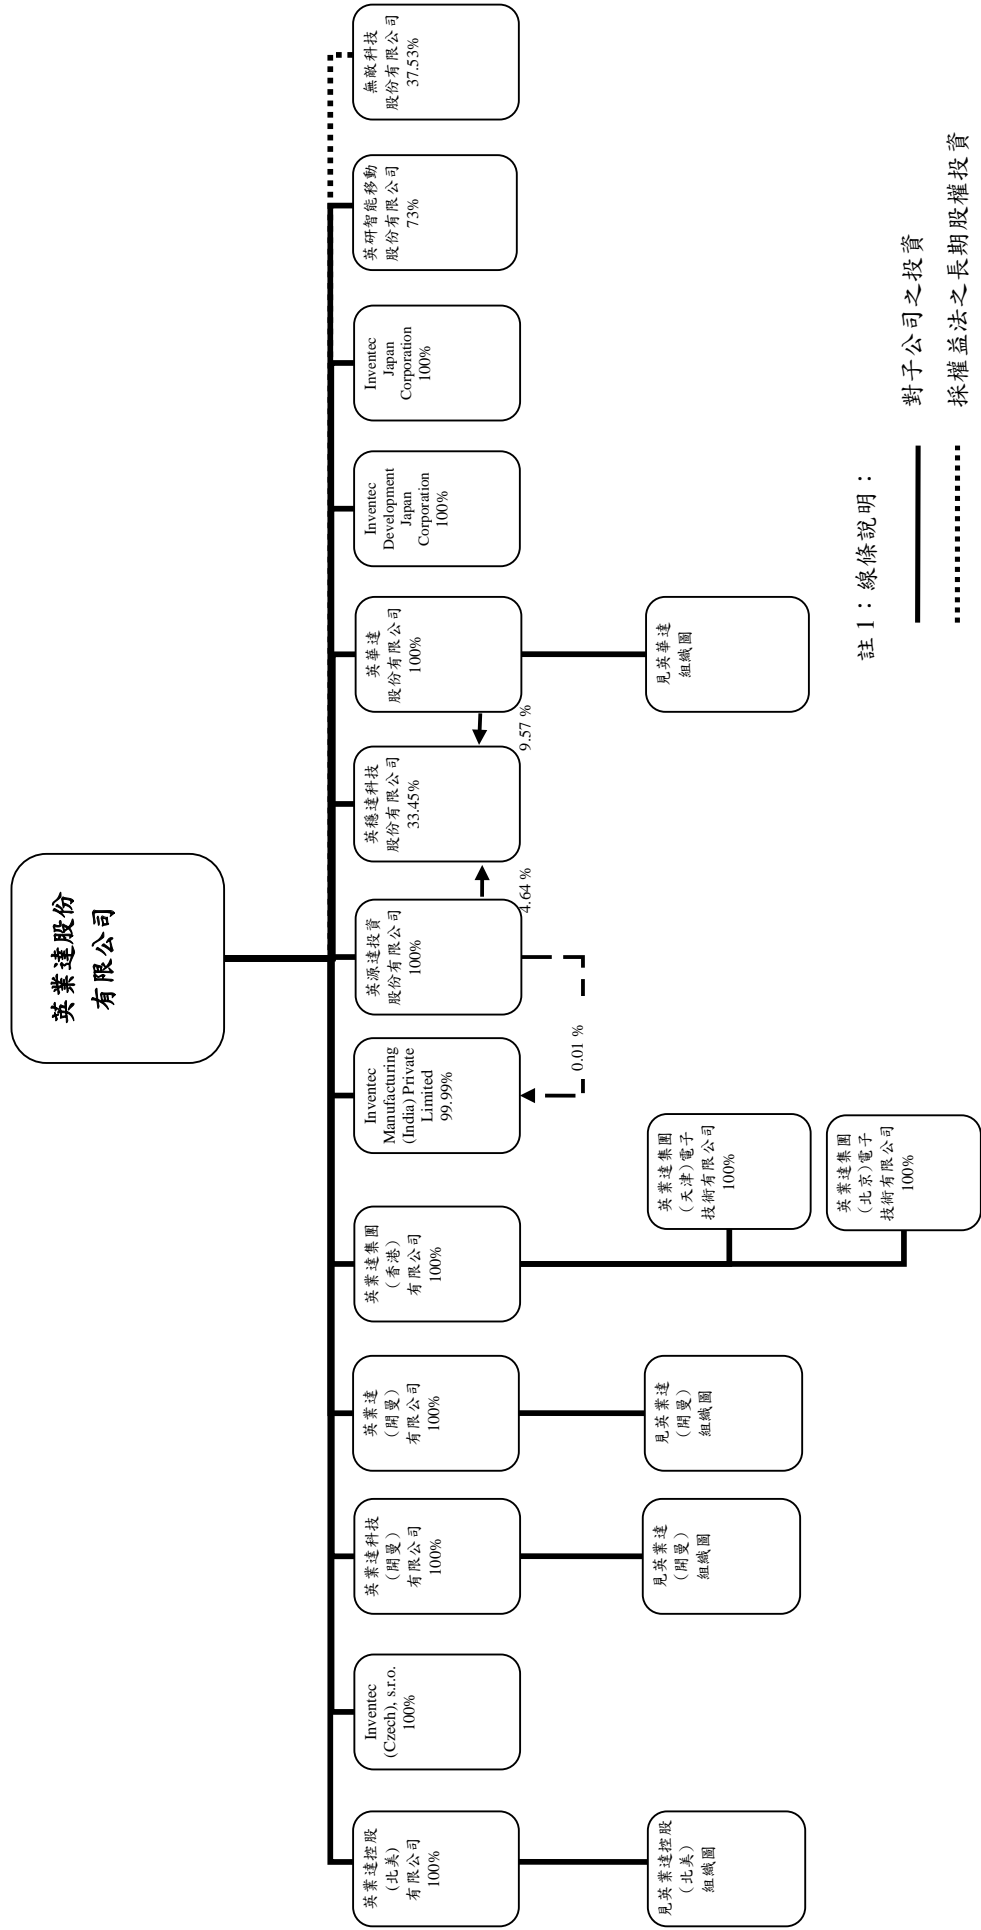 英業達股份
有限公司
英業達控股
(北美)
有限公司
100%
Inventec
(Czech), s.r.o.
100%
英業達科技
(開曼)
有限公司
100%
英業達
(開曼)
有限公司
100%
英業達集團
(香港)
有限公司
100%
Inventec
Manufacturing
(India) Private
Limited
99.99%
英源達投資
股份有限公司
100%
英穩達科技
股份有限公司
33.45%
英華達
股份有限公司
100%
Inventec
Development
Japan
Corporation
100%
Inventec
Japan
Corporation
100%
英研智能移動
股份有限公司
73%
無敵科技
股份有限公司
37.53%
0.01 %
4.64 %
9.57 %
見英業達控股
(北美)
組織圖
見英業達
(開曼)
組織圖
見英業達
(開曼)
組織圖
英業達集團
(天津)電子
技術有限公司
100%
英業達集團
(北京)電子
技術有限公司
100%
見英華達
組織圖
註 1：線條說明：
對子公司之投資
採權益法之長期股權投資